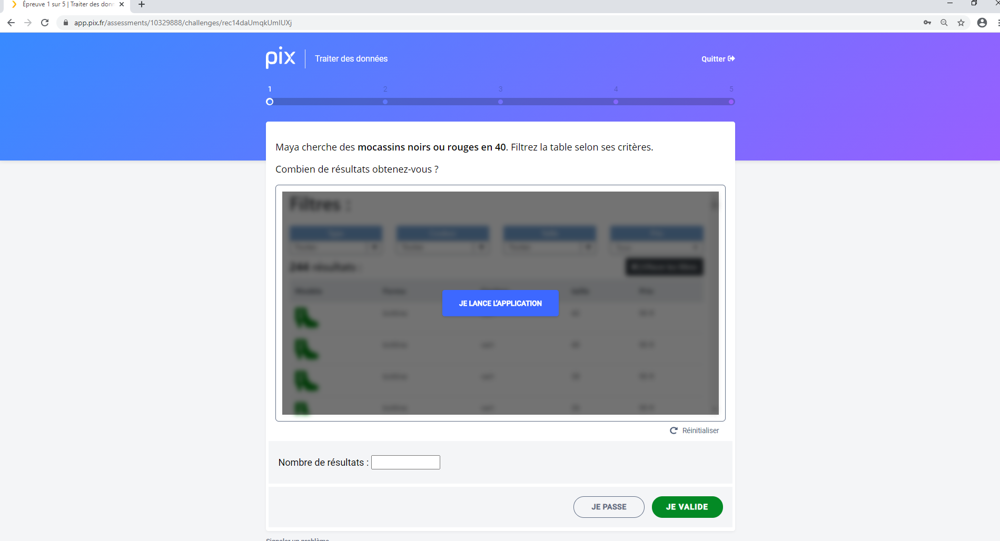 Épreuve 1 sur 5 | Traiter des don
app.pix.fr/assessments/10329888/challenges/rec14daUmqkUmIUXj
pix
Traiter des données
Quitter
1 2 3 4 5
Maya cherche des mocassins noirs ou rouges en 40. Filtrez la table selon ses critères.
Combien de résultats obtenez-vous ?
Filtres :
244 résultats :
JE LANCE L'APPLICATION
Réinitialiser
Nombre de résultats :
JE PASSE
JE VALIDE
Signaler un problème